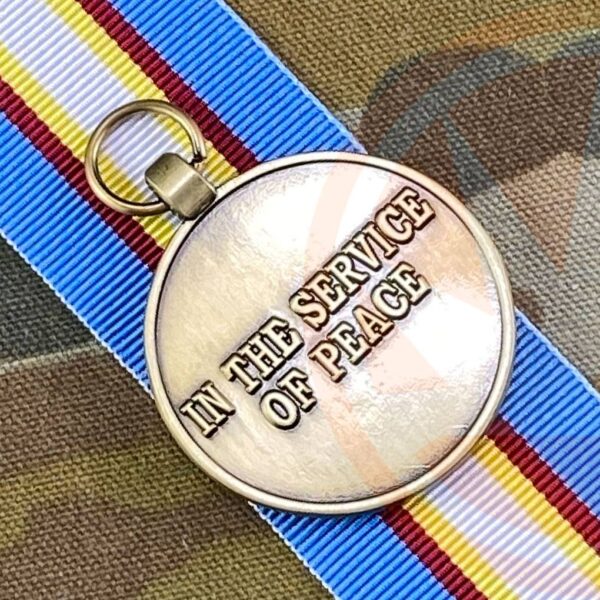 IN THE SERVICE
OF PEACE